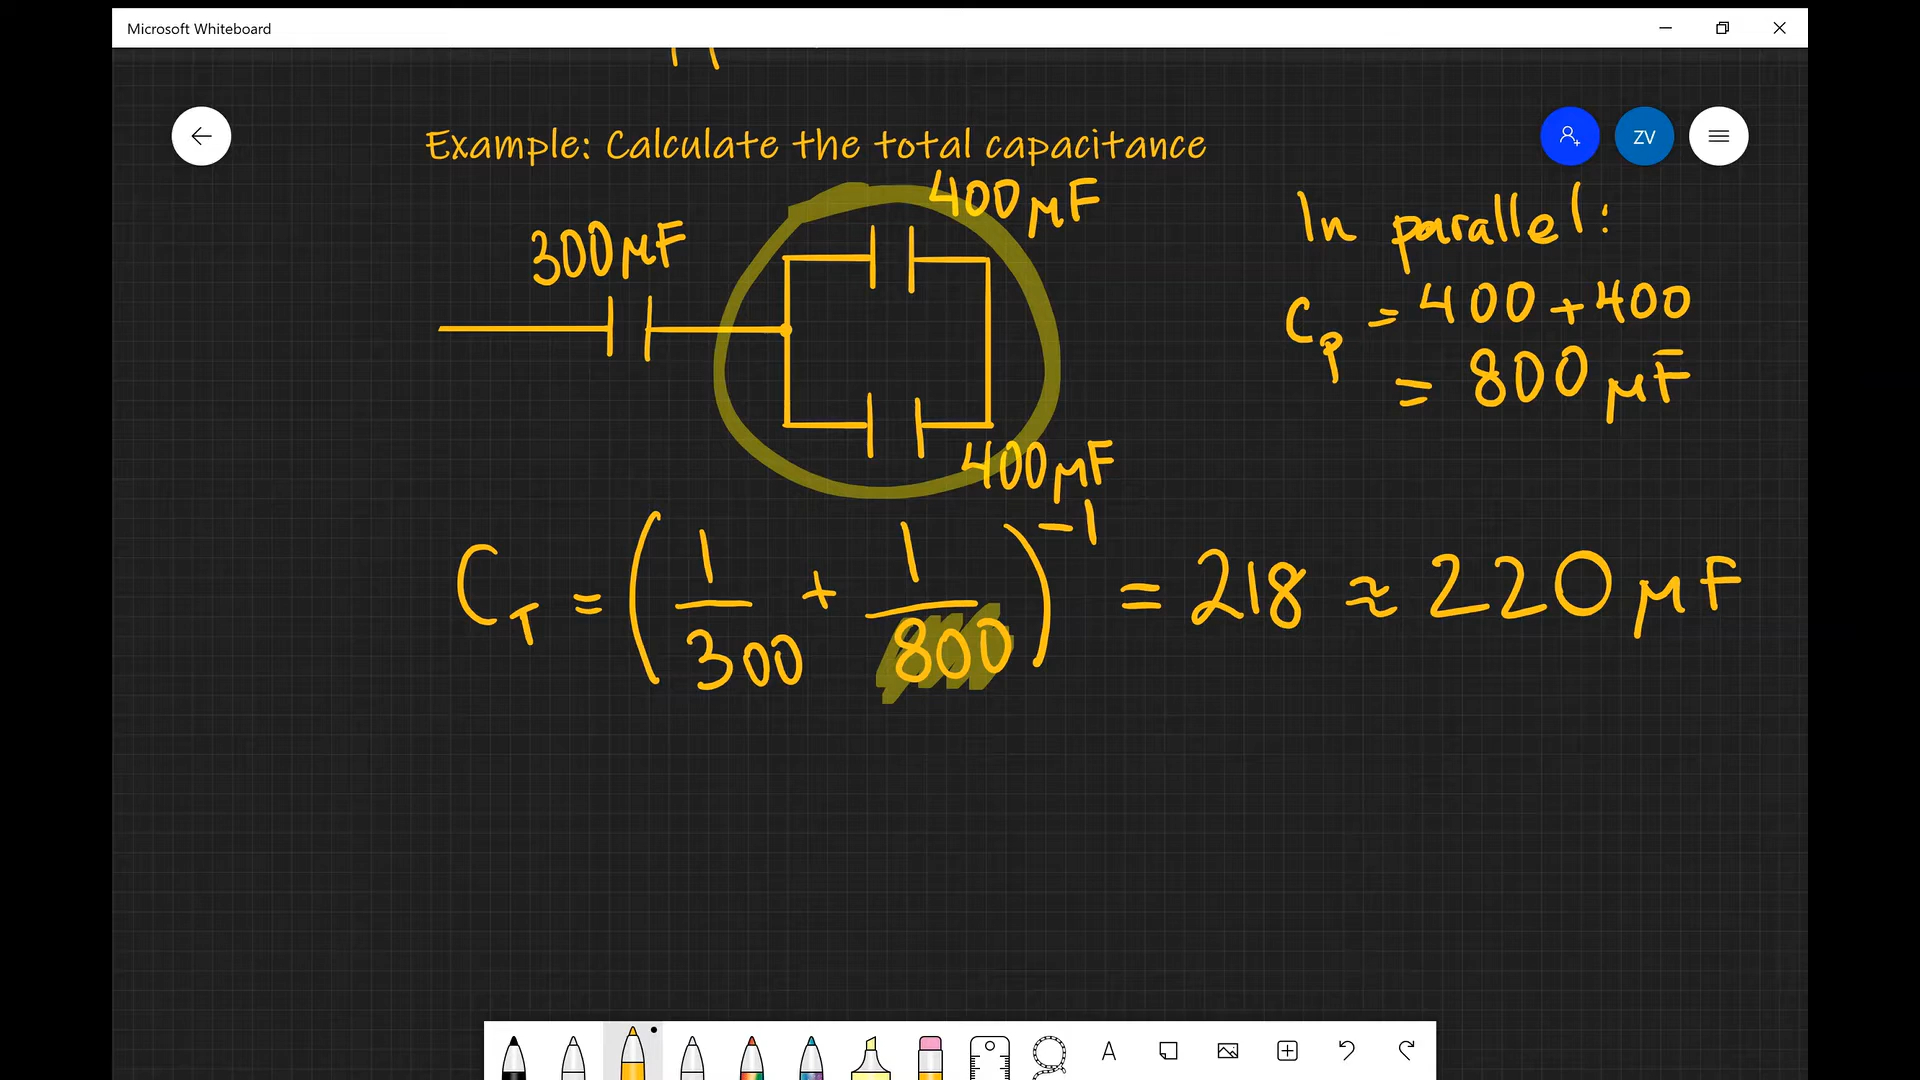 Microsoft Whiteboard
Example: Calculate the total capacitance
ZV
400 μF
300 μF
In parallel:
Cp = 400 + 400
= 800 μF
400 μF
C_T = (1/300 + 1/800)^-1 = 218 ≈ 220 μF
A